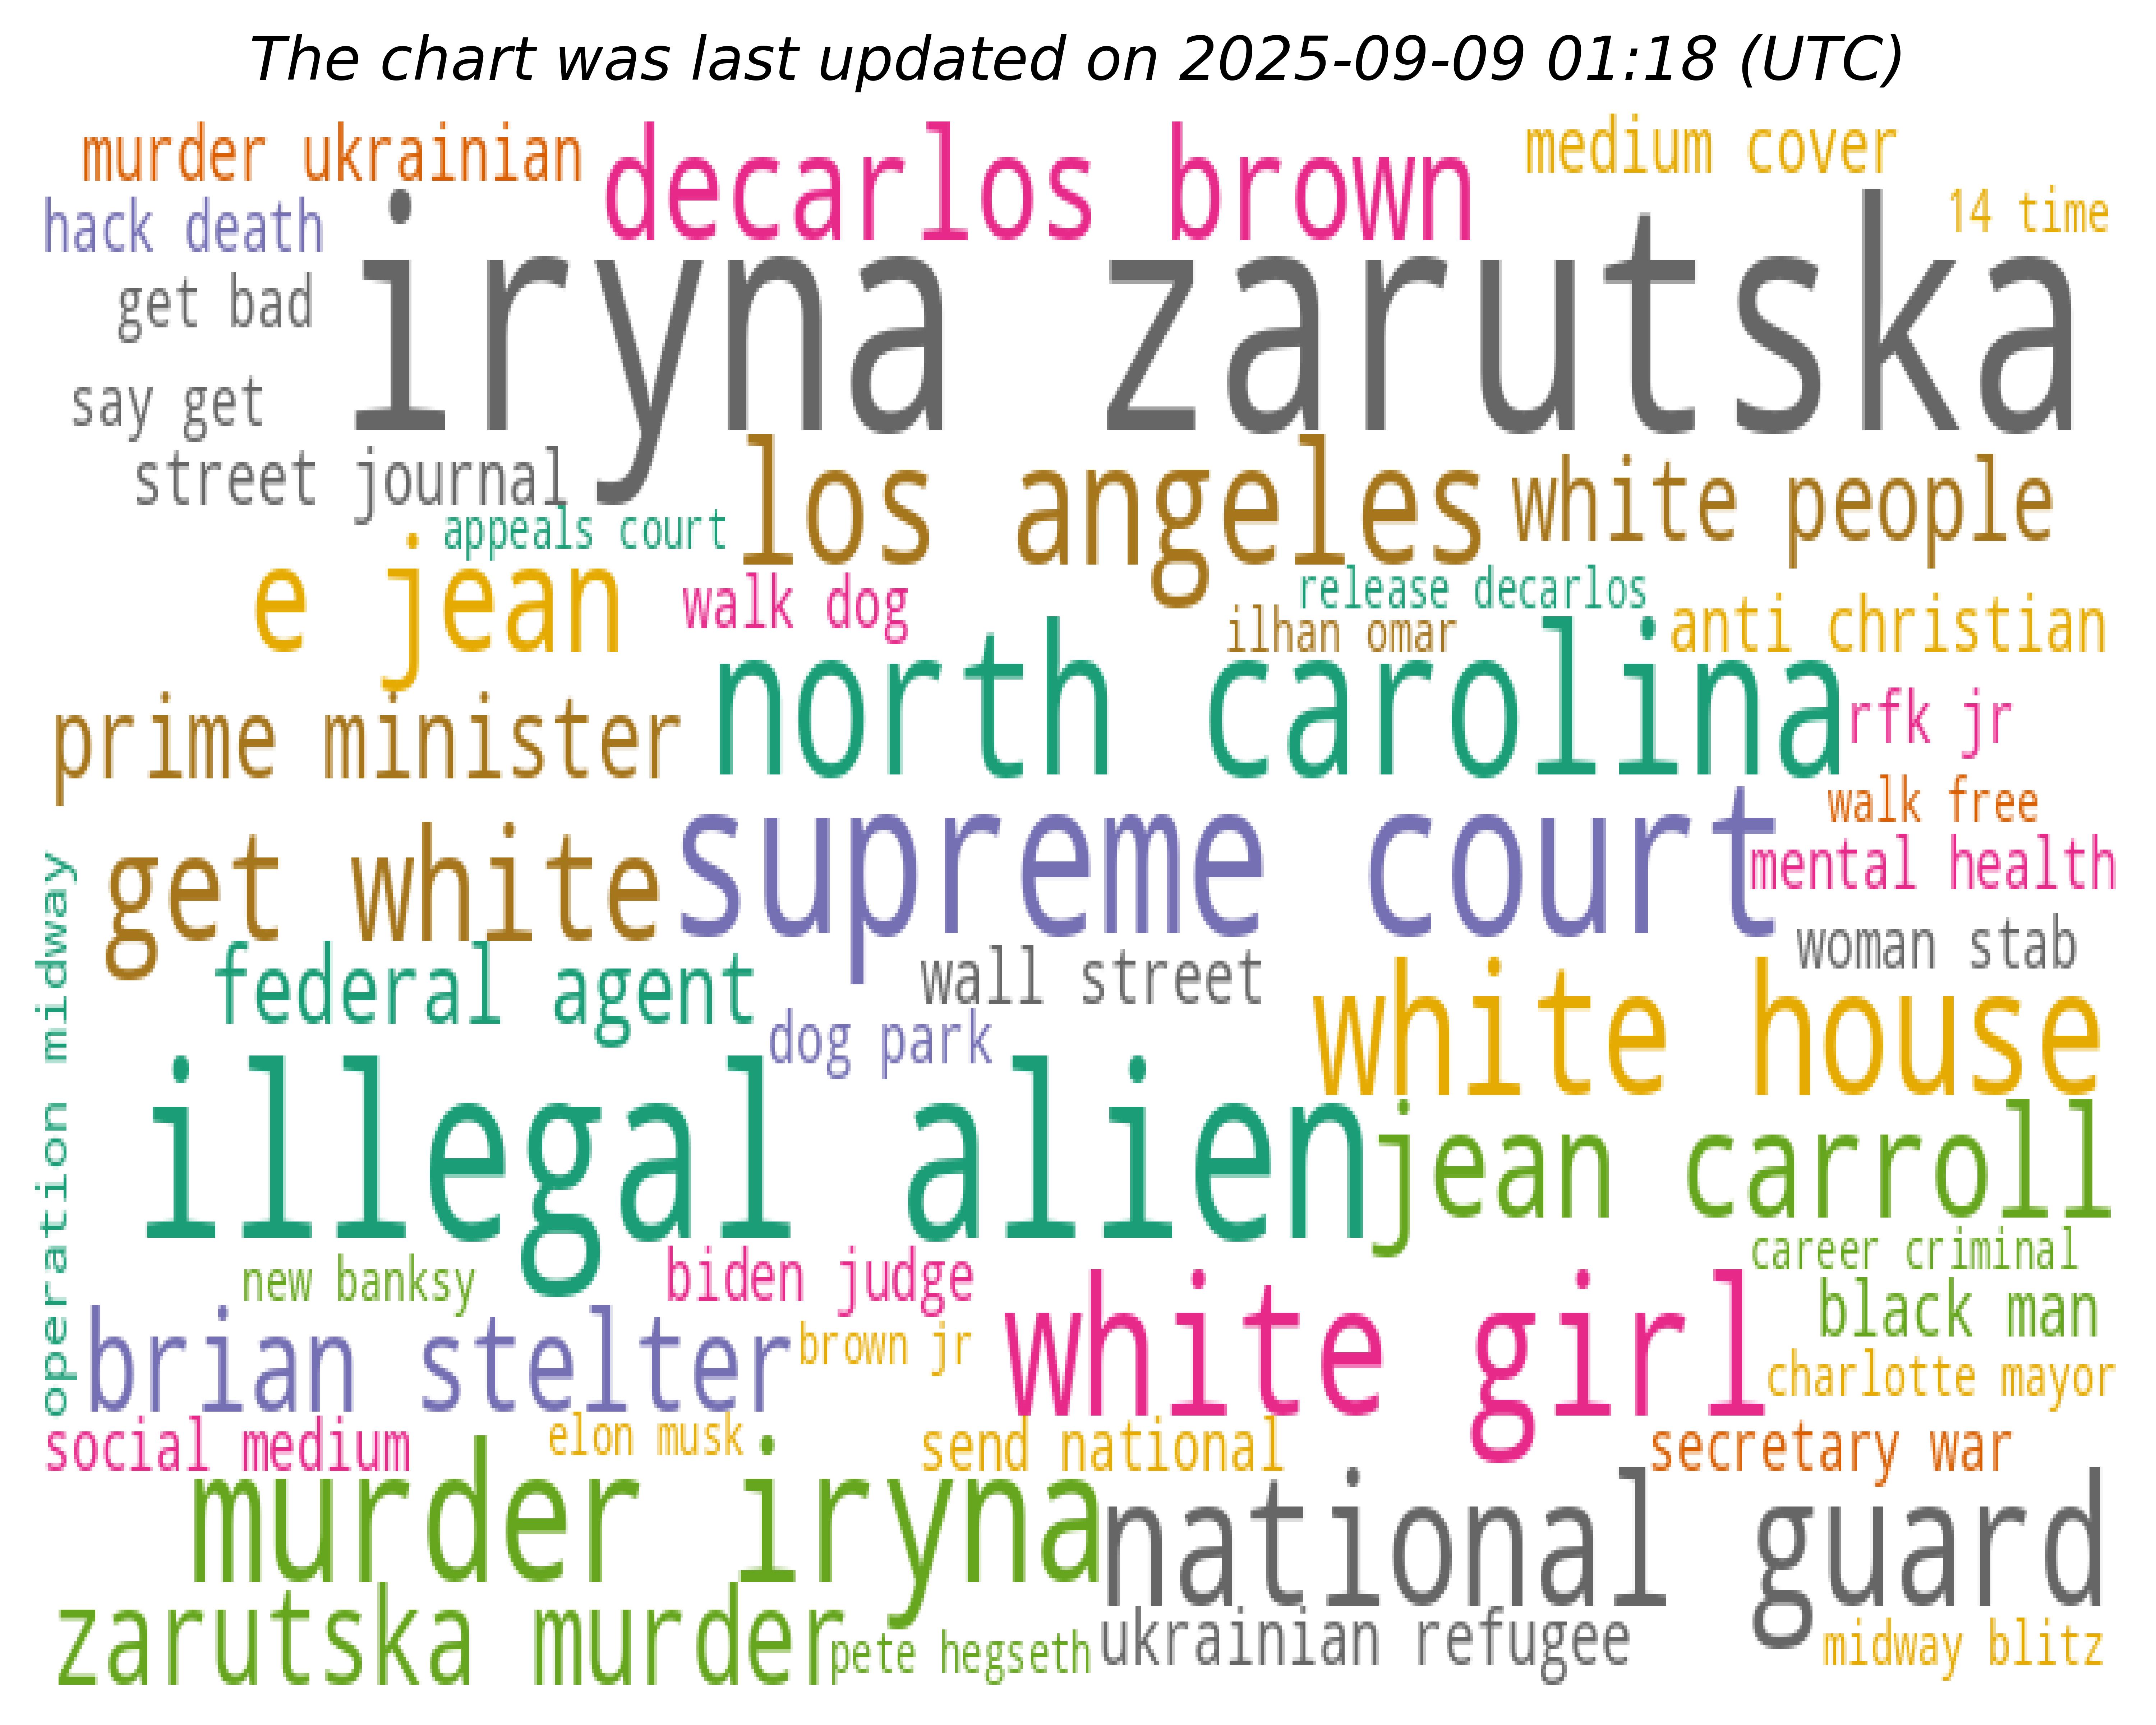 The chart was last updated on 2025-09-09 01:18 (UTC)
murder ukrainian
decarlos brown
medium cover
hack death
14 time
iryna zarutska
get bad
say get
street journal
los angeles
white people
appeals court
e jean
walk dog
release decarlos
ilhan omar
anti christian
north carolina
prime minister
rfk jr
walk free
supreme court
get white
mental health
operation midway
woman stab
federal agent
wall street
white house
dog park
illegal alien
jean carroll
career criminal
new banksy
biden judge
white girl
black man
brian stelter
brown jr
charlotte mayor
social medium
elon musk
send national
secretary war
murder iryna
national guard
zarutska murder
pete hegseth
ukrainian refugee
midway blitz